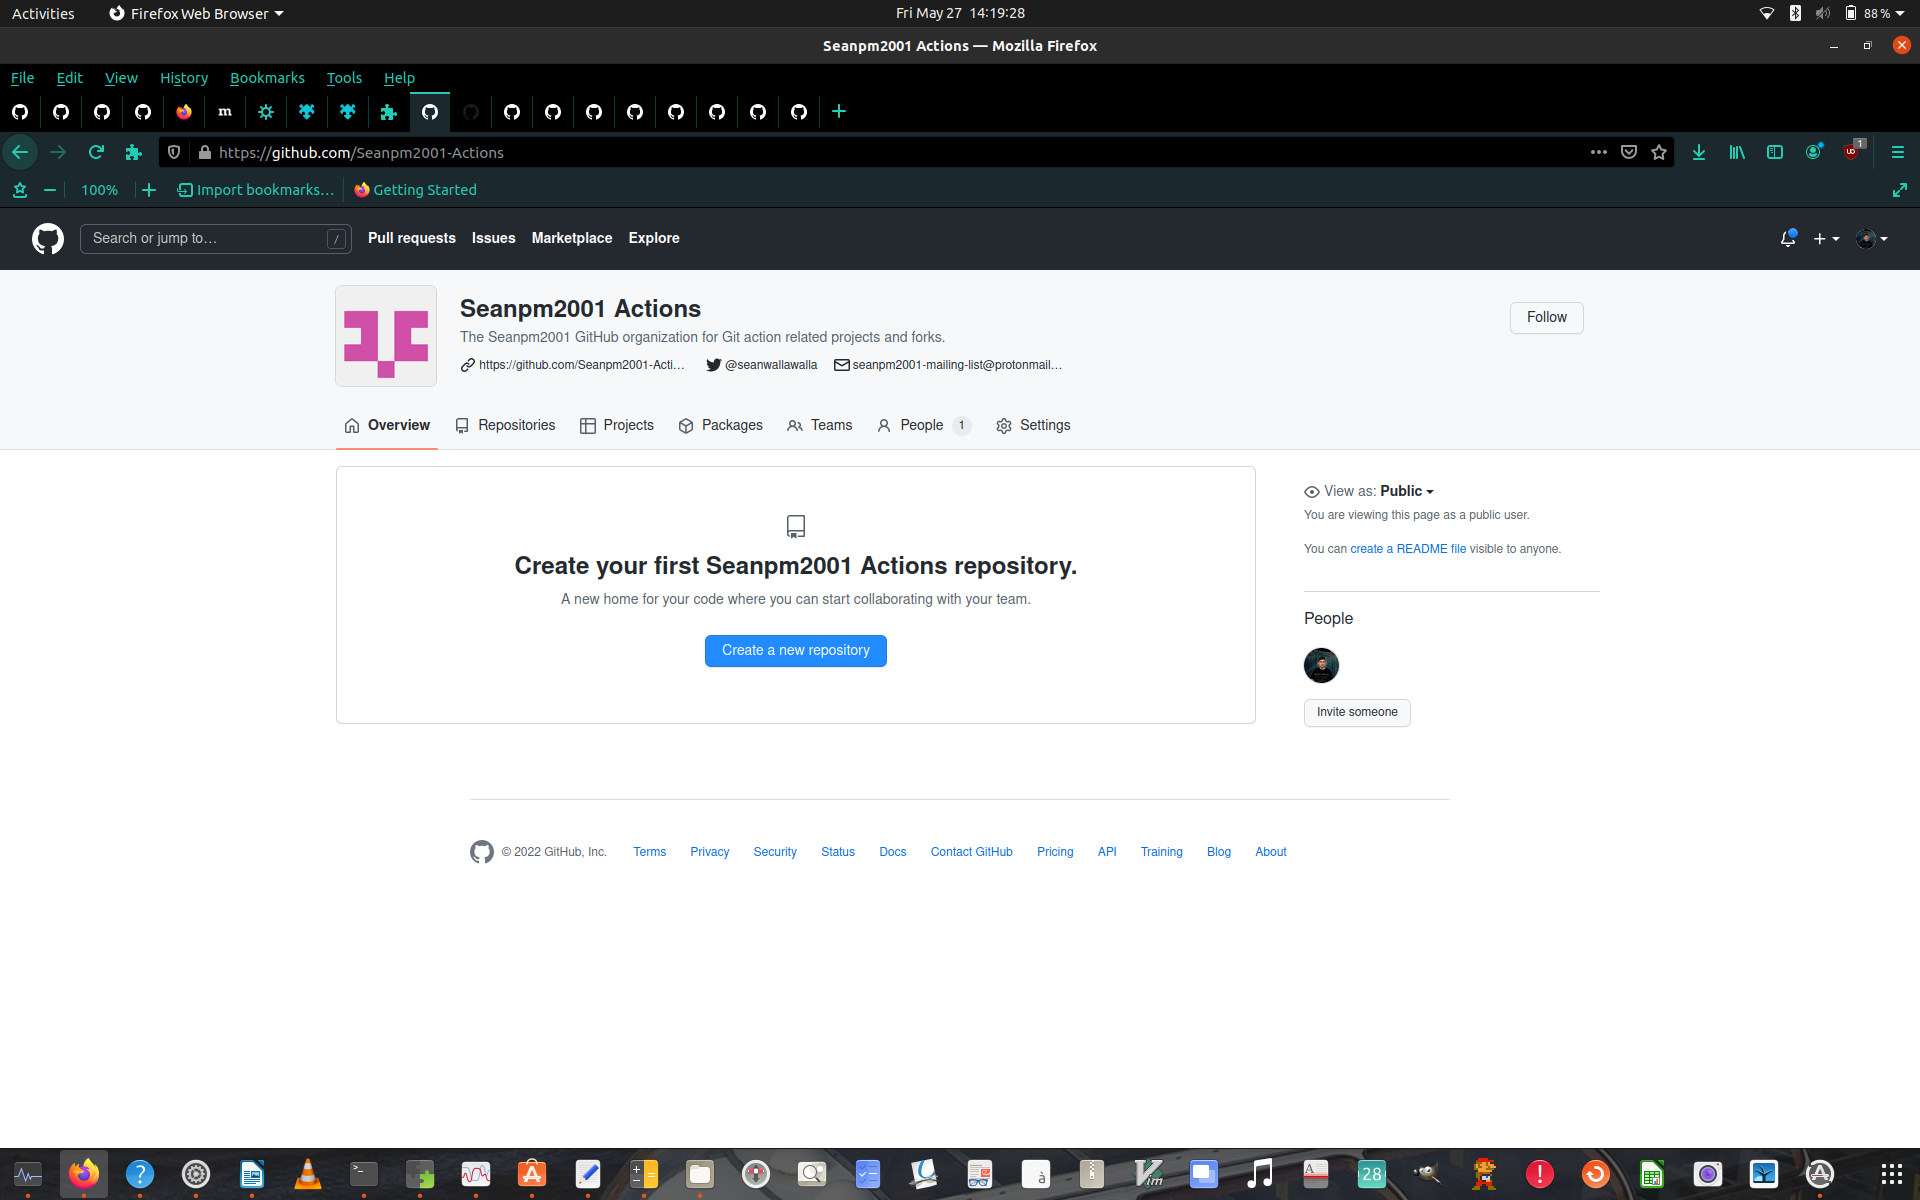 Activities Firefox Web Browser Fri May 27 14:19:28 88 %
Seanpm2001 Actions — Mozilla Firefox
File Edit View History Bookmarks Tools Help
m
https://github.com/Seanpm2001-Actions 1
100% Import bookmarks… Getting Started
Search or jump to… / Pull requests Issues Marketplace Explore
Seanpm2001 Actions
The Seanpm2001 GitHub organization for Git action related projects and forks.
Follow
https://github.com/Seanpm2001-Acti… @seanwallawalla seanpm2001-mailing-list@protonmail…
Overview Repositories Projects Packages Teams People 1 Settings
Create your first Seanpm2001 Actions repository.
A new home for your code where you can start collaborating with your team.
Create a new repository
View as: Public
You are viewing this page as a public user.
You can create a README file visible to anyone.
People
Invite someone
© 2022 GitHub, Inc. Terms Privacy Security Status Docs Contact GitHub Pricing API Training Blog About
? >_ à Vim A 28 !